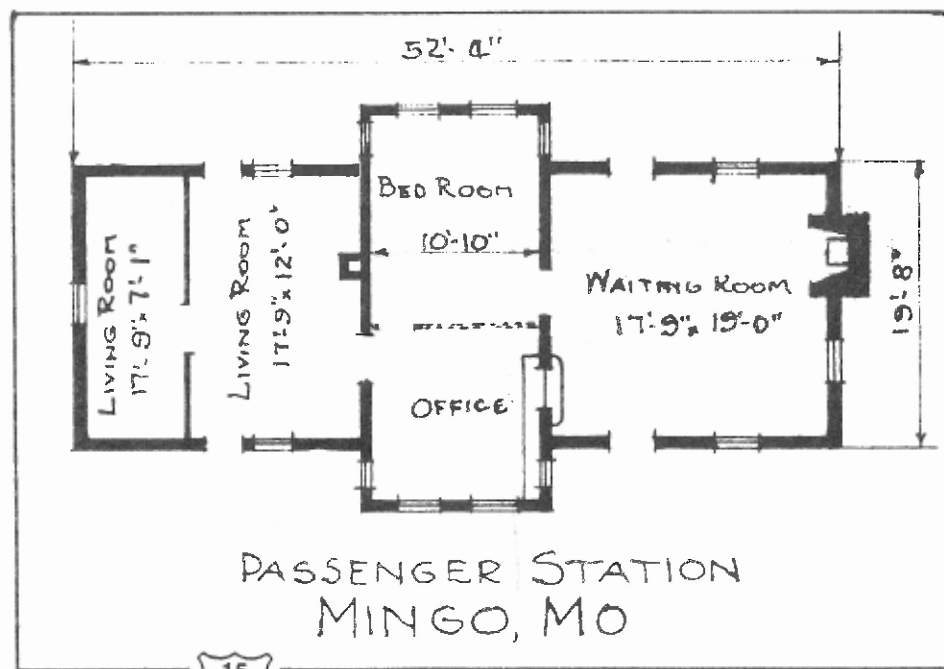 52'-4"
BED ROOM
10'-10"
LIVING ROOM
17'-9"x 7'-1"
LIVING ROOM
17'-9"x 12'-0"
WAITING ROOM
17'-9"x 19'-0"
19'-8"
OFFICE
PASSENGER STATION
MINGO, MO
15